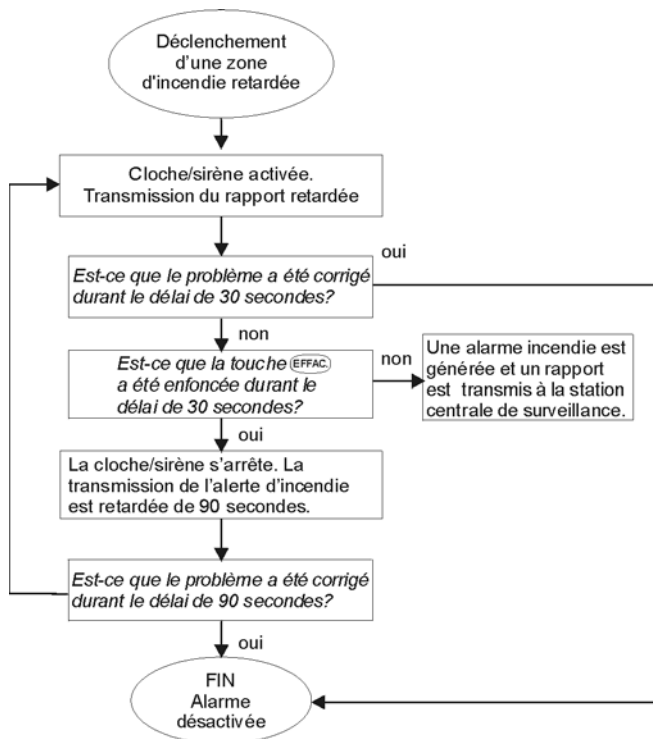 Déclenchement
d'une zone
d'incendie retardée
Cloche/sirène activée.
Transmission du rapport retardée
oui
Est-ce que le problème a été corrigé
durant le délai de 30 secondes?
non
Est-ce que la touche EFFAC.
a été enfoncée durant le
délai de 30 secondes?
non
Une alarme incendie est
générée et un rapport
est transmis à la station
centrale de surveillance.
oui
La cloche/sirène s'arrête. La
transmission de l'alerte d'incendie
est retardée de 90 secondes.
Est-ce que le problème a été corrigé
durant le délai de 90 secondes?
oui
FIN
Alarme
désactivée